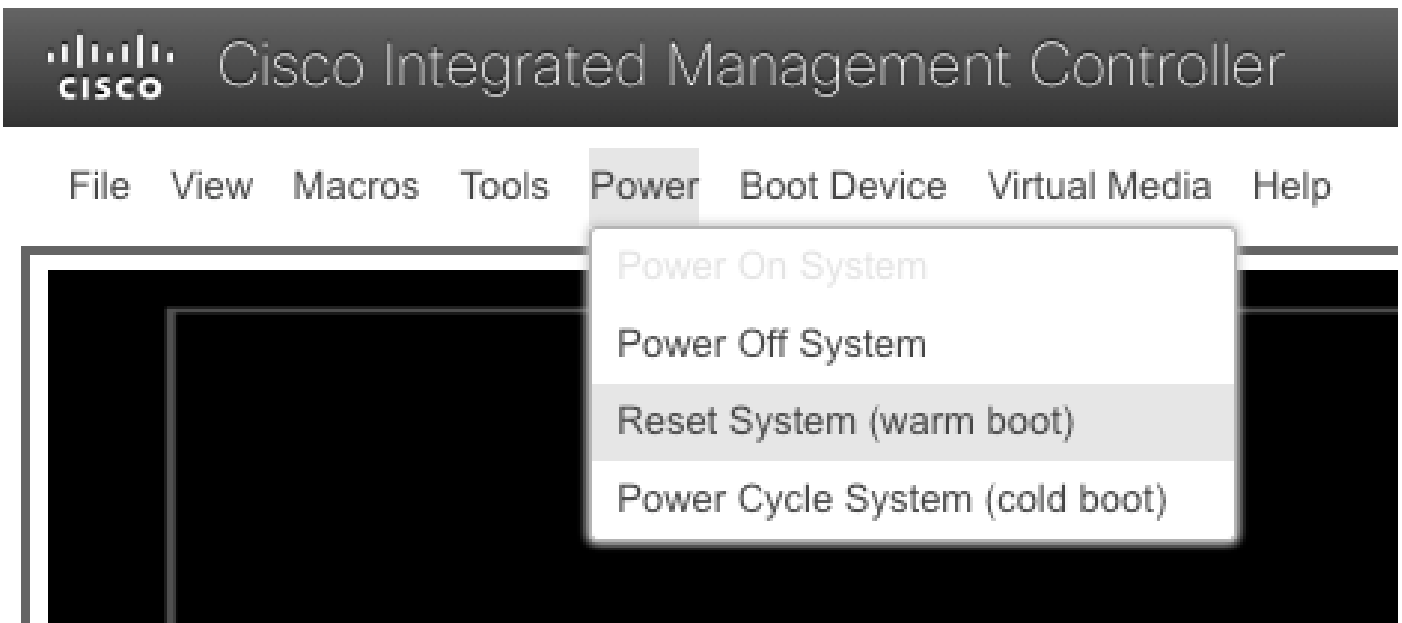 CISCO Cisco Integrated Management Controller
File View Macros Tools Power Boot Device Virtual Media Help
Power On System
Power Off System
Reset System (warm boot)
Power Cycle System (cold boot)